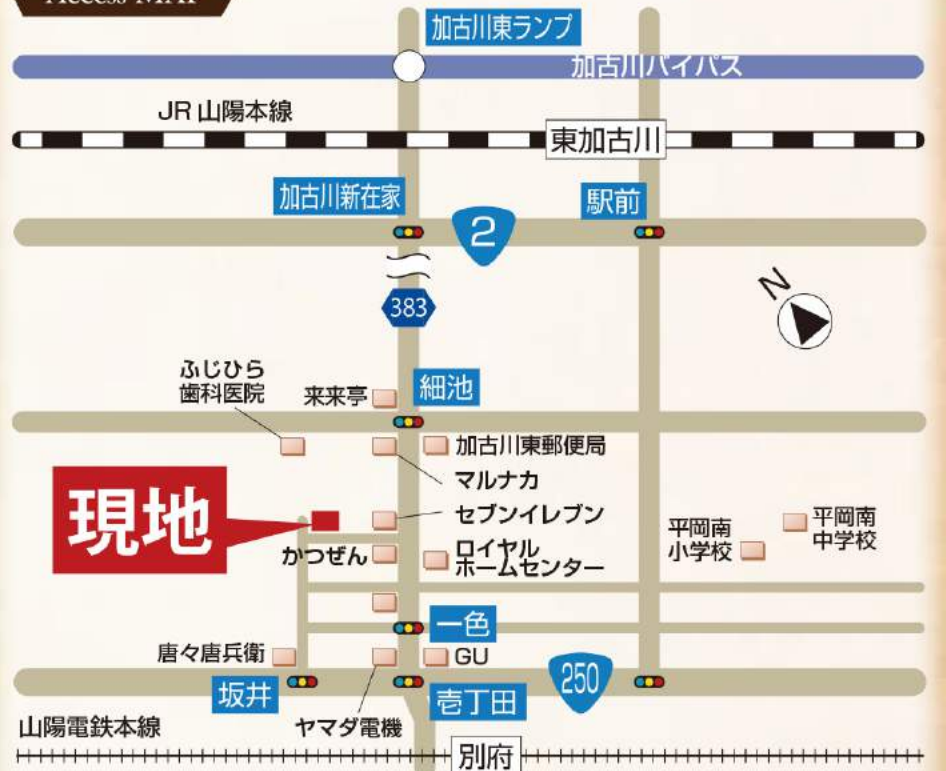 Access MAP
加古川東ランプ
加古川バイパス
JR山陽本線
東加古川
加古川新在家
駅前
2
N
383
ふじひら
歯科医院
来来亭
細池
加古川東郵便局
マルナカ
現地
セブンイレブン
平岡南
小学校
平岡南
中学校
かつぜん
ロイヤル
ホームセンター
一色
唐々唐兵衛
GU
坂井
250
壱丁田
山陽電鉄本線
ヤマダ電機
別府